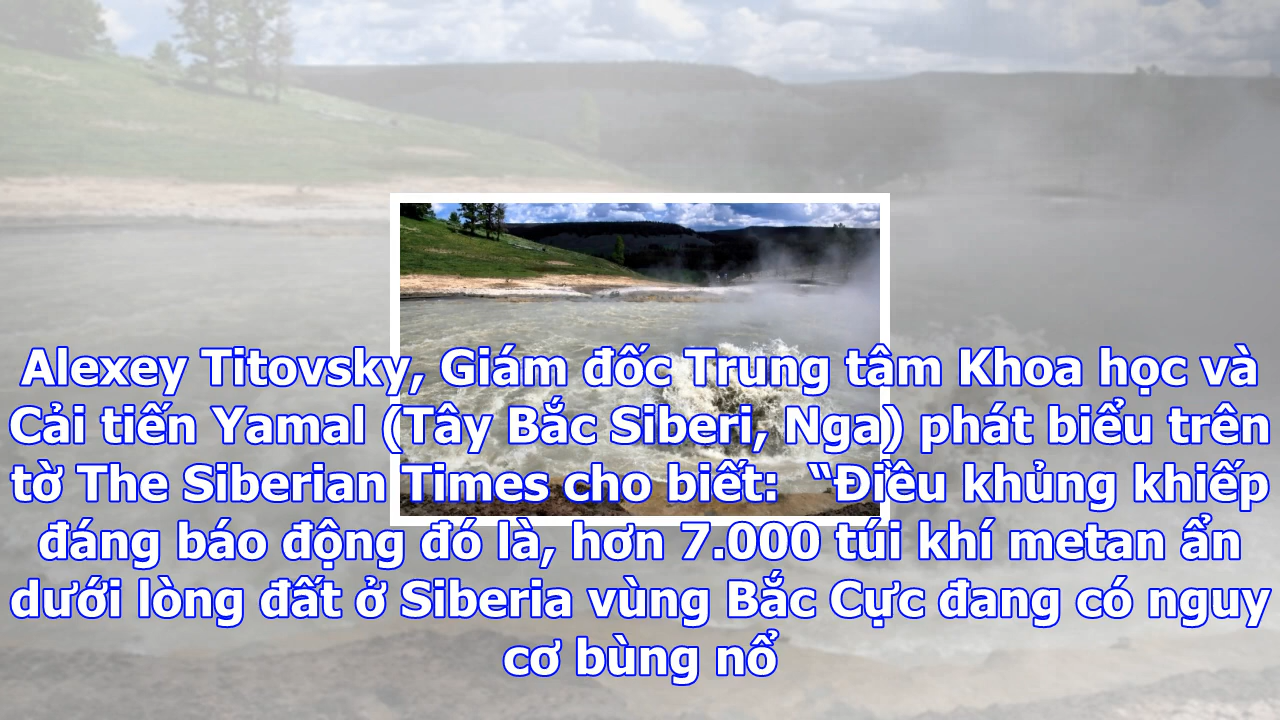 Alexey Titovsky, Giám đốc Trung tâm Khoa học và
Cải tiến Yamal (Tây Bắc Siberi, Nga) phát biểu trên
tờ The Siberian Times cho biết:  “Điều khủng khiếp
đáng báo động đó là, hơn 7.000 túi khí metan ẩn
dưới lòng đất ở Siberia vùng Bắc Cực đang có nguy
cơ bùng nổ